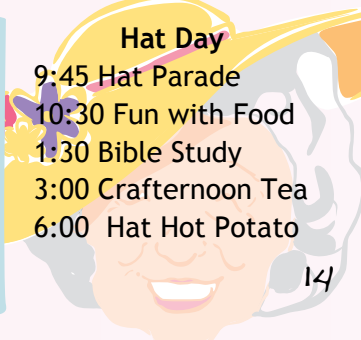 Hat Day
9:45 Hat Parade
10:30 Fun with Food
1:30 Bible Study
3:00 Crafternoon Tea
6:00 Hat Hot Potato
14